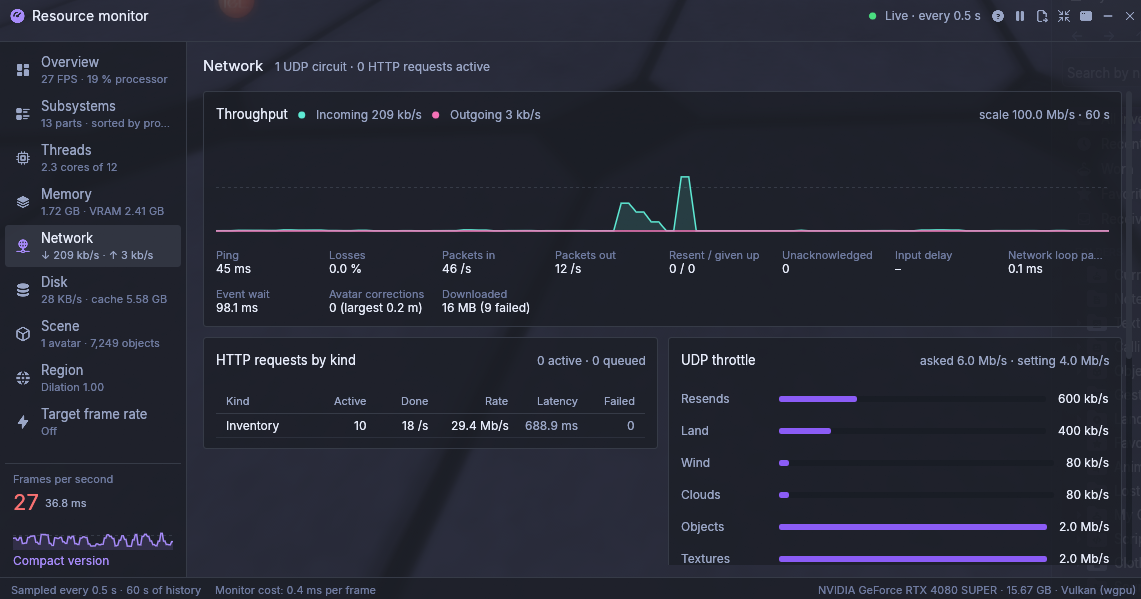 Resource monitor
Live · every 0.5 s
Overview
27 FPS · 19 % processor
Subsystems
13 parts · sorted by pro...
Threads
2.3 cores of 12
Memory
1.72 GB · VRAM 2.41 GB
Network
↓ 209 kb/s · ↑ 3 kb/s
Disk
28 KB/s · cache 5.58 GB
Scene
1 avatar · 7,249 objects
Region
Dilation 1.00
Target frame rate
Off
Frames per second
27 36.8 ms
Compact version
Network 1 UDP circuit · 0 HTTP requests active
Throughput Incoming 209 kb/s Outgoing 3 kb/s scale 100.0 Mb/s · 60 s
Ping Losses Packets in Packets out Resent / given up Unacknowledged Input delay Network loop pa...
45 ms 0.0 % 46 /s 12 /s 0 / 0 0 – 0.1 ms
Event wait Avatar corrections Downloaded
98.1 ms 0 (largest 0.2 m) 16 MB (9 failed)
HTTP requests by kind 0 active · 0 queued
Kind Active Done Rate Latency Failed
Inventory 10 18 /s 29.4 Mb/s 688.9 ms 0
UDP throttle asked 6.0 Mb/s · setting 4.0 Mb/s
Resends 600 kb/s
Land 400 kb/s
Wind 80 kb/s
Clouds 80 kb/s
Objects 2.0 Mb/s
Textures 2.0 Mb/s
Search by
Sampled every 0.5 s · 60 s of history Monitor cost: 0.4 ms per frame
NVIDIA GeForce RTX 4080 SUPER · 15.67 GB · Vulkan (wgpu)